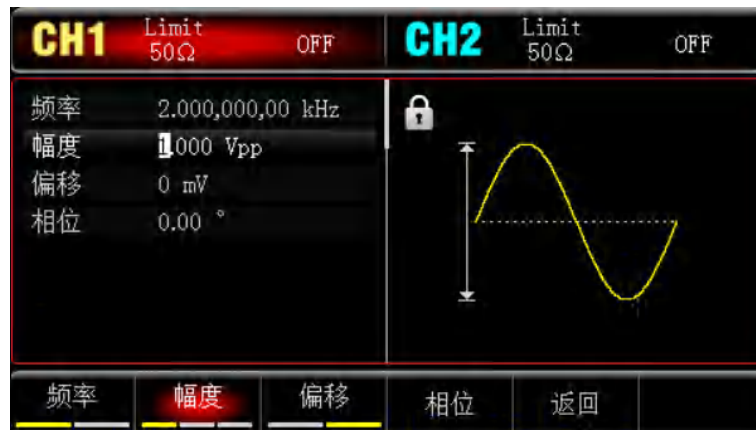 CH1 Limit 50Ω OFF
CH2 Limit 50Ω OFF
频率 2.000,000,00 kHz
幅度 1.000 Vpp
偏移 0 mV
相位 0.00 °
频率 幅度 偏移 相位 返回